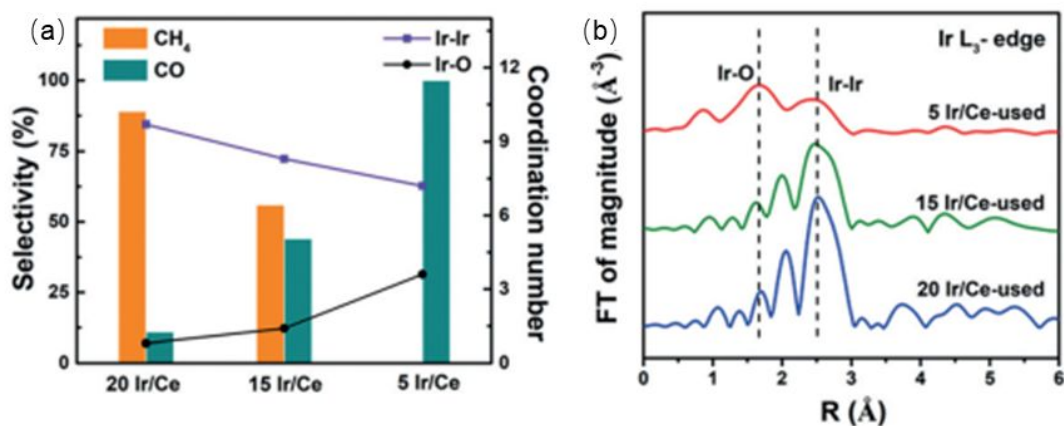 (a)
CH₄
CO
Ir-Ir
Ir-O
Selectivity (%)
100
75
50
25
0
Coordination number
12
9
6
3
0
20 Ir/Ce
15 Ir/Ce
5 Ir/Ce
(b)
Ir L₃- edge
Ir-O
Ir-Ir
5 Ir/Ce-used
15 Ir/Ce-used
20 Ir/Ce-used
FT of magnitude (Å⁻³)
0 1 2 3 4 5 6
R (Å)